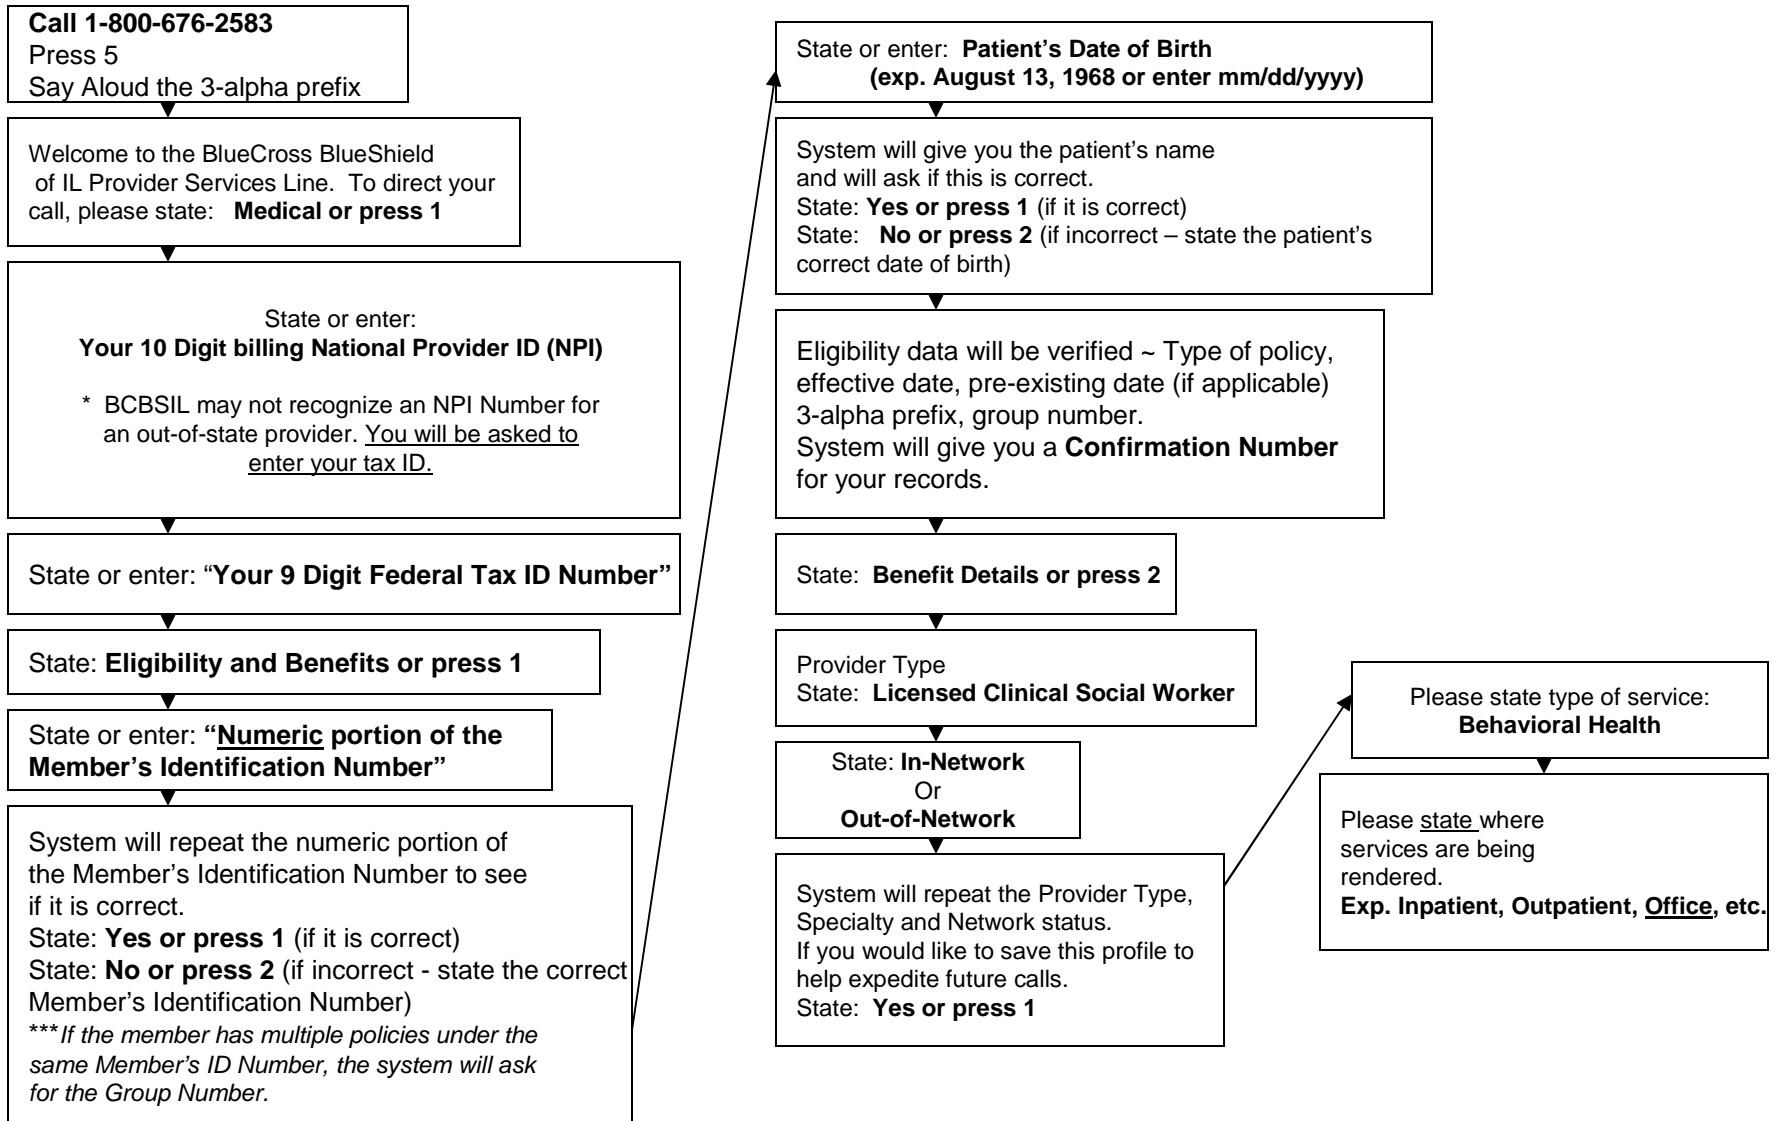 Call 1-800-676-2583
Press 5
Say Aloud the 3-alpha prefix
Welcome to the BlueCross BlueShield
of IL Provider Services Line. To direct your
call, please state: Medical or press 1
State or enter:
Your 10 Digit billing National Provider ID (NPI)
* BCBSIL may not recognize an NPI Number for
an out-of-state provider. You will be asked to
enter your tax ID.
State or enter: “Your 9 Digit Federal Tax ID Number”
State: Eligibility and Benefits or press 1
State or enter: “Numeric portion of the
Member’s Identification Number”
System will repeat the numeric portion of
the Member’s Identification Number to see
if it is correct.
State: Yes or press 1 (if it is correct)
State: No or press 2 (if incorrect - state the correct
Member’s Identification Number)
***If the member has multiple policies under the
same Member’s ID Number, the system will ask
for the Group Number.
State or enter: Patient’s Date of Birth
(exp. August 13, 1968 or enter mm/dd/yyyy)
System will give you the patient’s name
and will ask if this is correct.
State: Yes or press 1 (if it is correct)
State: No or press 2 (if incorrect – state the patient’s
correct date of birth)
Eligibility data will be verified ~ Type of policy,
effective date, pre-existing date (if applicable)
3-alpha prefix, group number.
System will give you a Confirmation Number
for your records.
State: Benefit Details or press 2
Provider Type
State: Licensed Clinical Social Worker
State: In-Network
Or
Out-of-Network
System will repeat the Provider Type,
Specialty and Network status.
If you would like to save this profile to
help expedite future calls.
State: Yes or press 1
Please state type of service:
Behavioral Health
Please state where
services are being
rendered.
Exp. Inpatient, Outpatient, Office, etc.